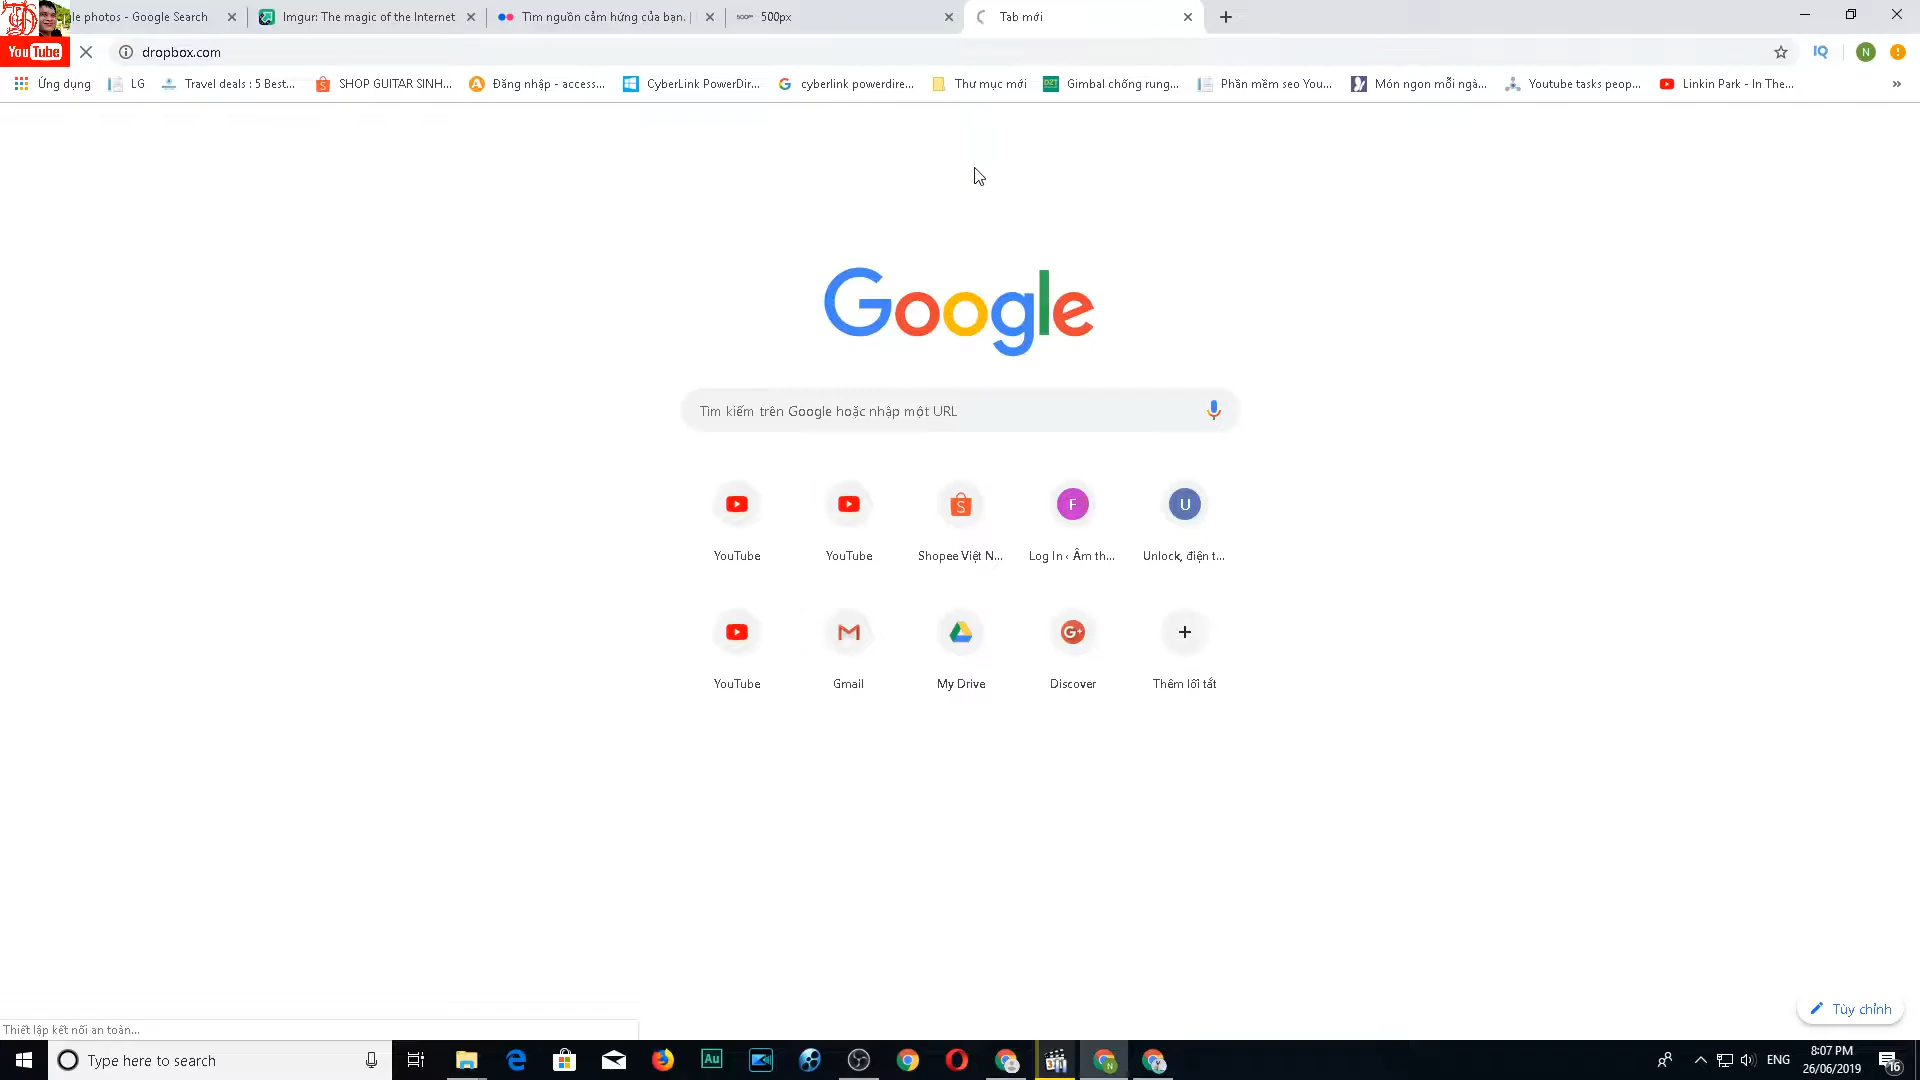 le photos - Google Search
Imgur: The magic of the Internet
Tìm nguồn cảm hứng của bạn. |
500px
Tab mới
YouTube
dropbox.com
IQ
N
Ứng dụng
LG
Travel deals : 5 Best...
SHOP GUITAR SINH...
Đăng nhập - access...
CyberLink PowerDir...
cyberlink powerdire...
Thư mục mới
Gimbal chống rung...
Phần mềm seo You...
Món ngon mỗi ngà...
Youtube tasks peop...
Linkin Park - In The...
»
Google
Tìm kiếm trên Google hoặc nhập một URL
F
U
YouTube
YouTube
Shopee Việt N...
Log In ‹ Âm th...
Unlock, điện t...
G+
YouTube
Gmail
My Drive
Discover
Thêm lối tắt
Tùy chỉnh
Thiết lập kết nối an toàn...
Type here to search
Au
ENG
8:07 PM
26/06/2019
16